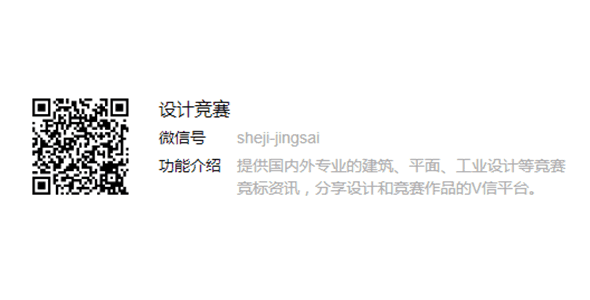 设计竞赛
微信号 sheji-jingsai
功能介绍 提供国内外专业的建筑、平面、工业设计等竞赛
竞标资讯，分享设计和竞赛作品的V信平台。